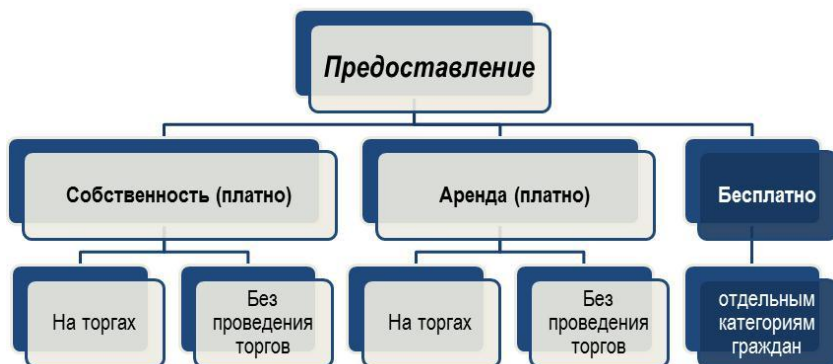 Предоставление
Собственность (платно)
Аренда (платно)
Бесплатно
На торгах
Без
проведения
торгов
На торгах
Без
проведения
торгов
отдельным
категориям
граждан